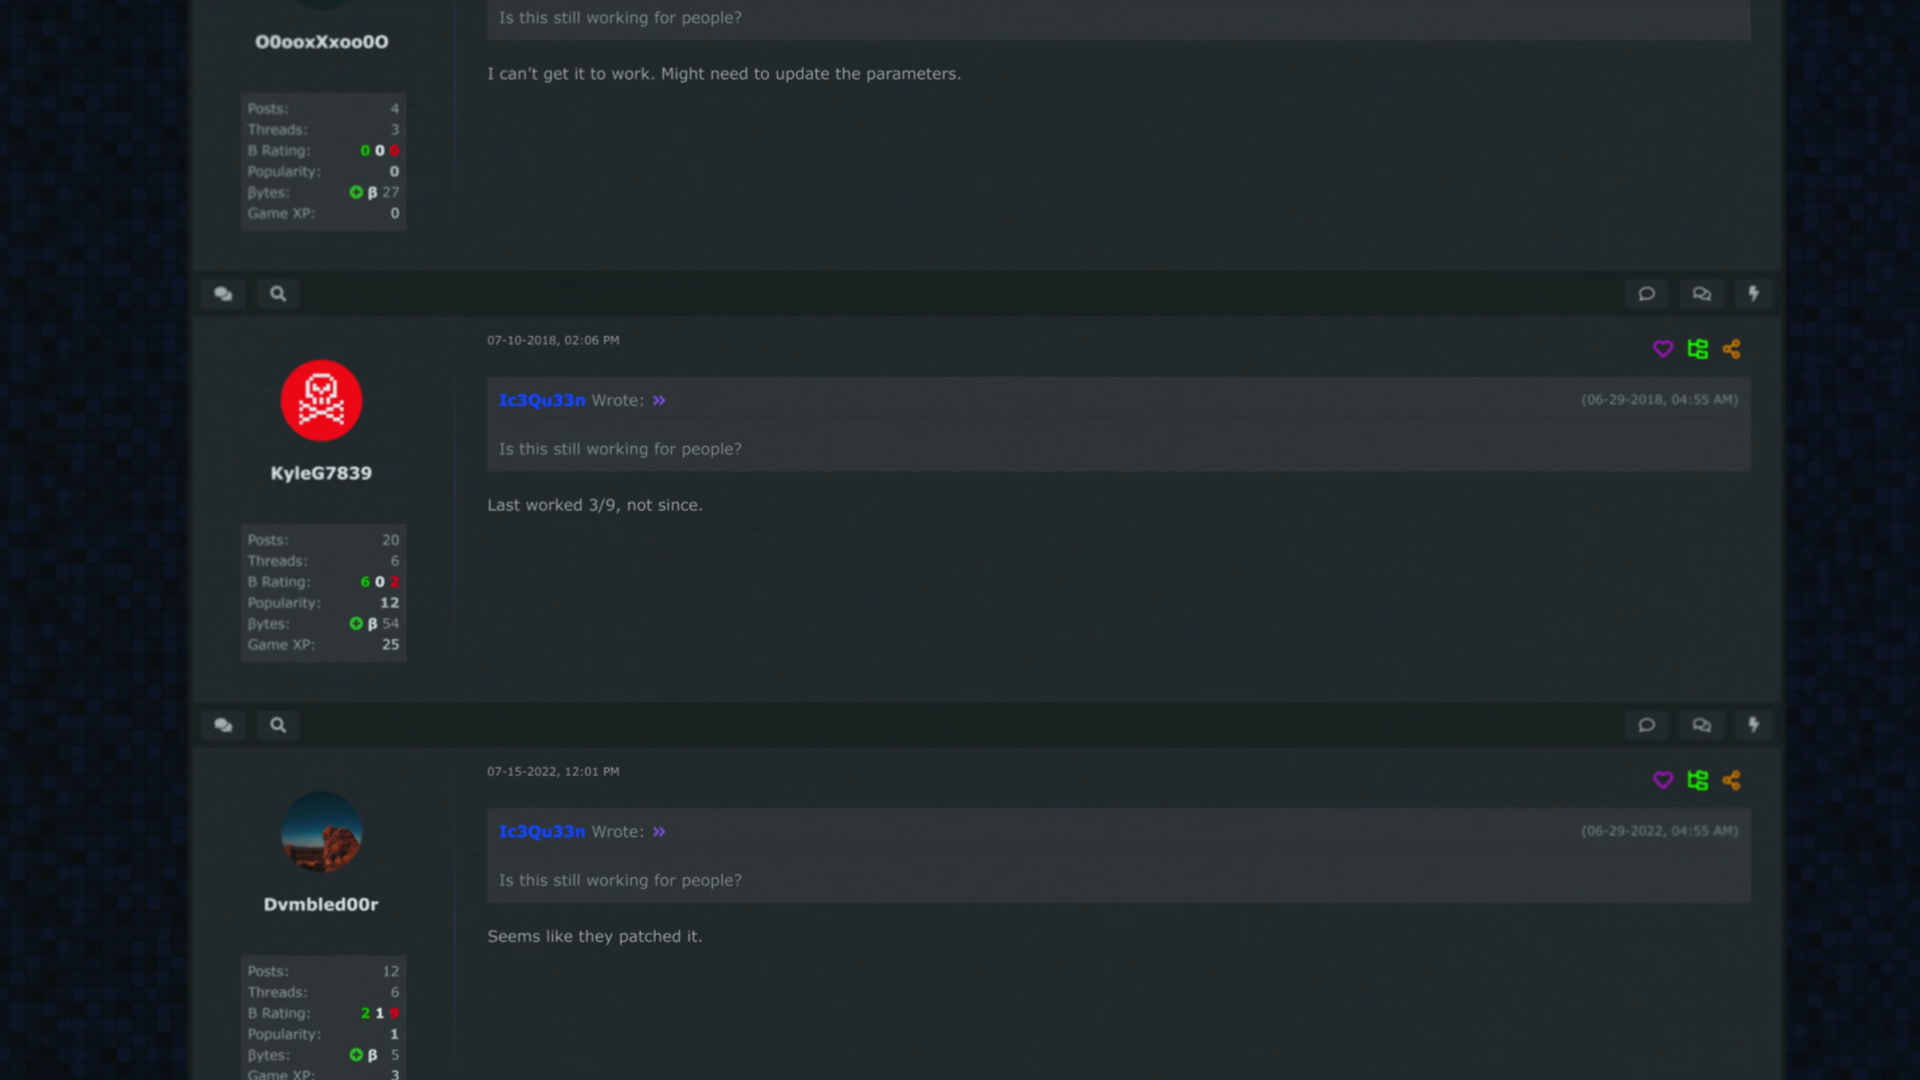 Is this still working for people?
O0ooxXxoo0O
I can’t get it to work. Might need to update the parameters.
Posts: 4
Threads: 3
B Rating: 0 0 0
Popularity: 0
βytes: β 27
Game XP: 0
07-10-2018, 02:06 PM
Ic3Qu33n Wrote: »
(06-29-2018, 04:55 AM)
Is this still working for people?
KyleG7839
Last worked 3/9, not since.
Posts: 20
Threads: 6
B Rating: 6 0 2
Popularity: 12
βytes: β 54
Game XP: 25
07-15-2022, 12:01 PM
Ic3Qu33n Wrote: »
(06-29-2022, 04:55 AM)
Is this still working for people?
Dvmbled00r
Seems like they patched it.
Posts: 12
Threads: 6
B Rating: 2 1 9
Popularity: 1
βytes: β 5
Game XP: 3